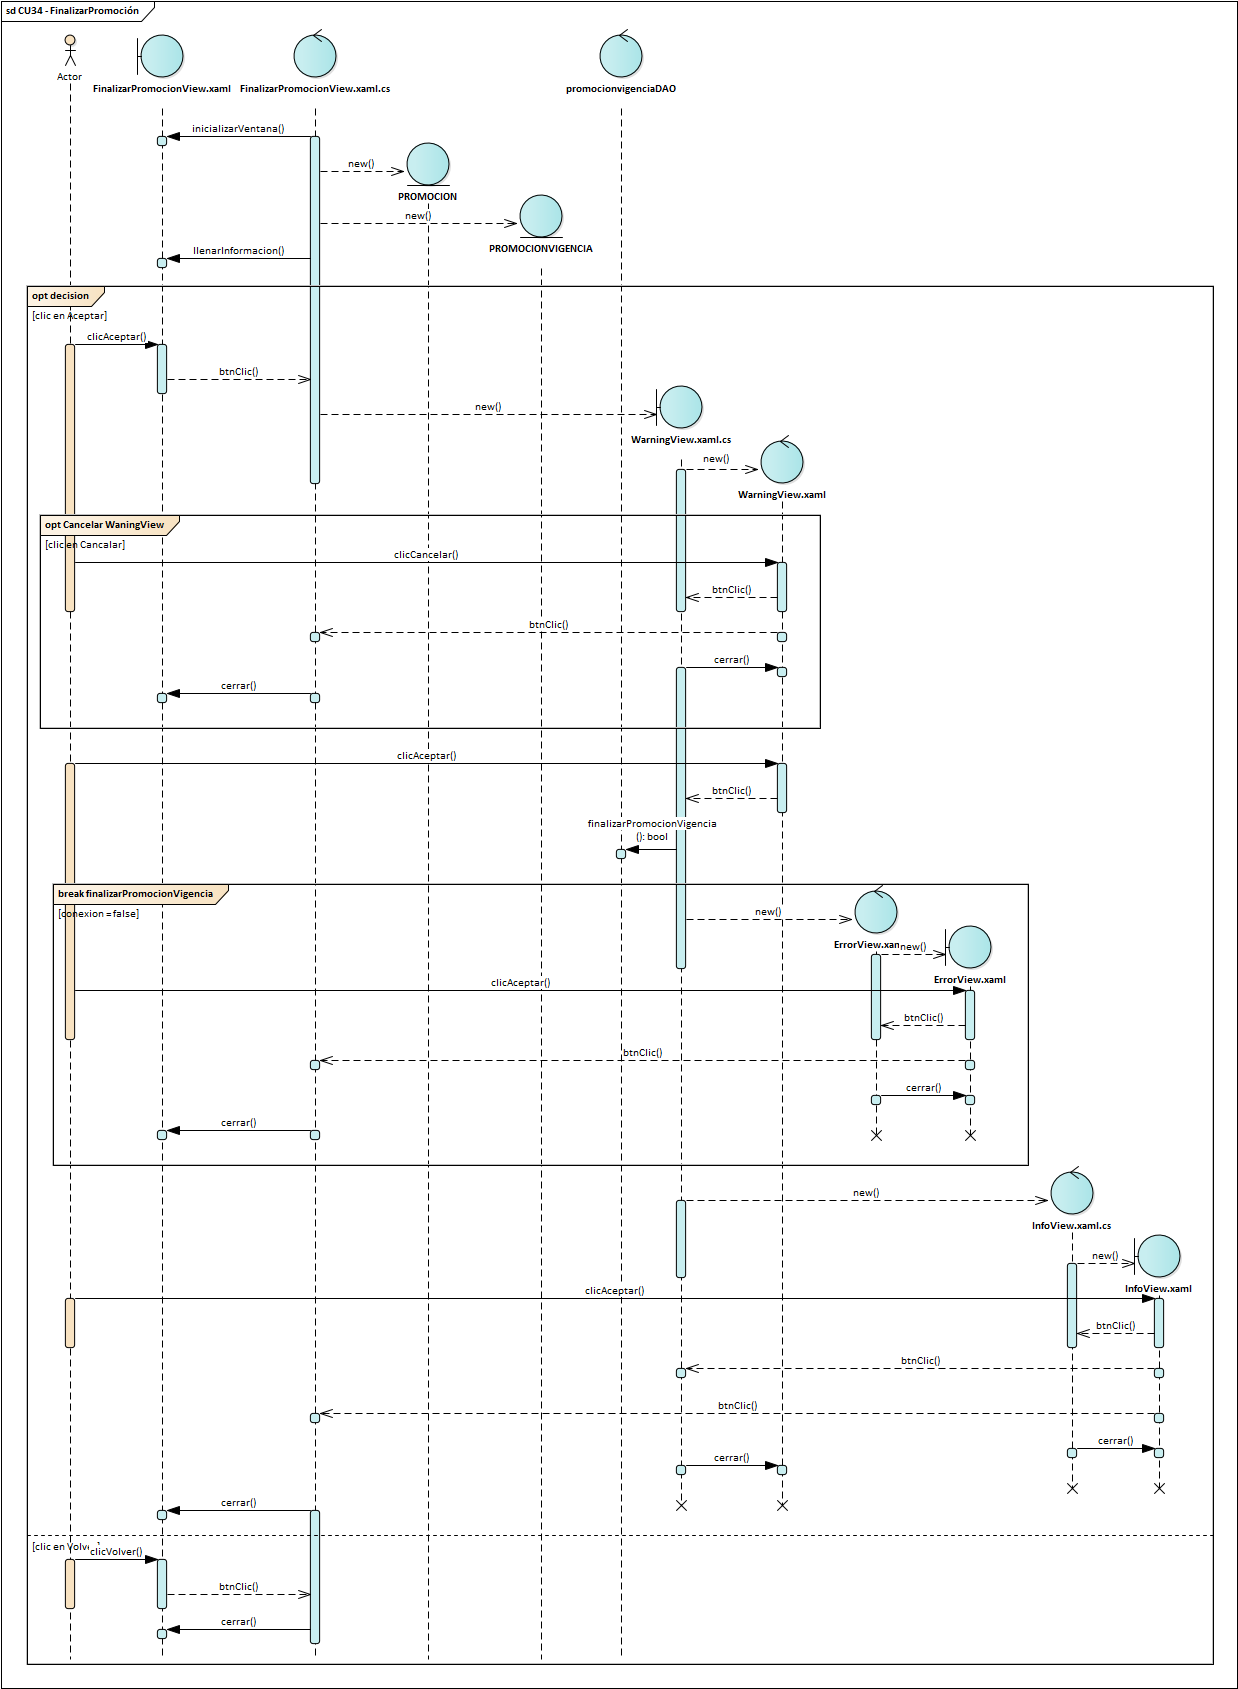 sd CU34 - FinalizarPromoción
Actor
FinalizarPromocionView.xaml
FinalizarPromocionView.xaml.cs
promocionvigenciaDAO
inicializarVentana()
new()
PROMOCION
new()
PROMOCIONVIGENCIA
llenarInformacion()
opt decision
[clic en Aceptar]
clicAceptar()
btnClic()
new()
WarningView.xaml.cs
new()
WarningView.xaml
opt Cancelar WaningView
[clic en Cancalar]
clicCancelar()
btnClic()
btnClic()
cerrar()
cerrar()
clicAceptar()
btnClic()
finalizarPromocionVigencia
(): bool
break finalizarPromocionVigencia
[conexion =false]
new()
ErrorView.xan
new()
ErrorView.xaml
clicAceptar()
btnClic()
btnClic()
cerrar()
cerrar()
new()
InfoView.xaml.cs
new()
InfoView.xaml
clicAceptar()
btnClic()
btnClic()
btnClic()
cerrar()
cerrar()
cerrar()
[clic en Volve]
clicVolver()
btnClic()
cerrar()